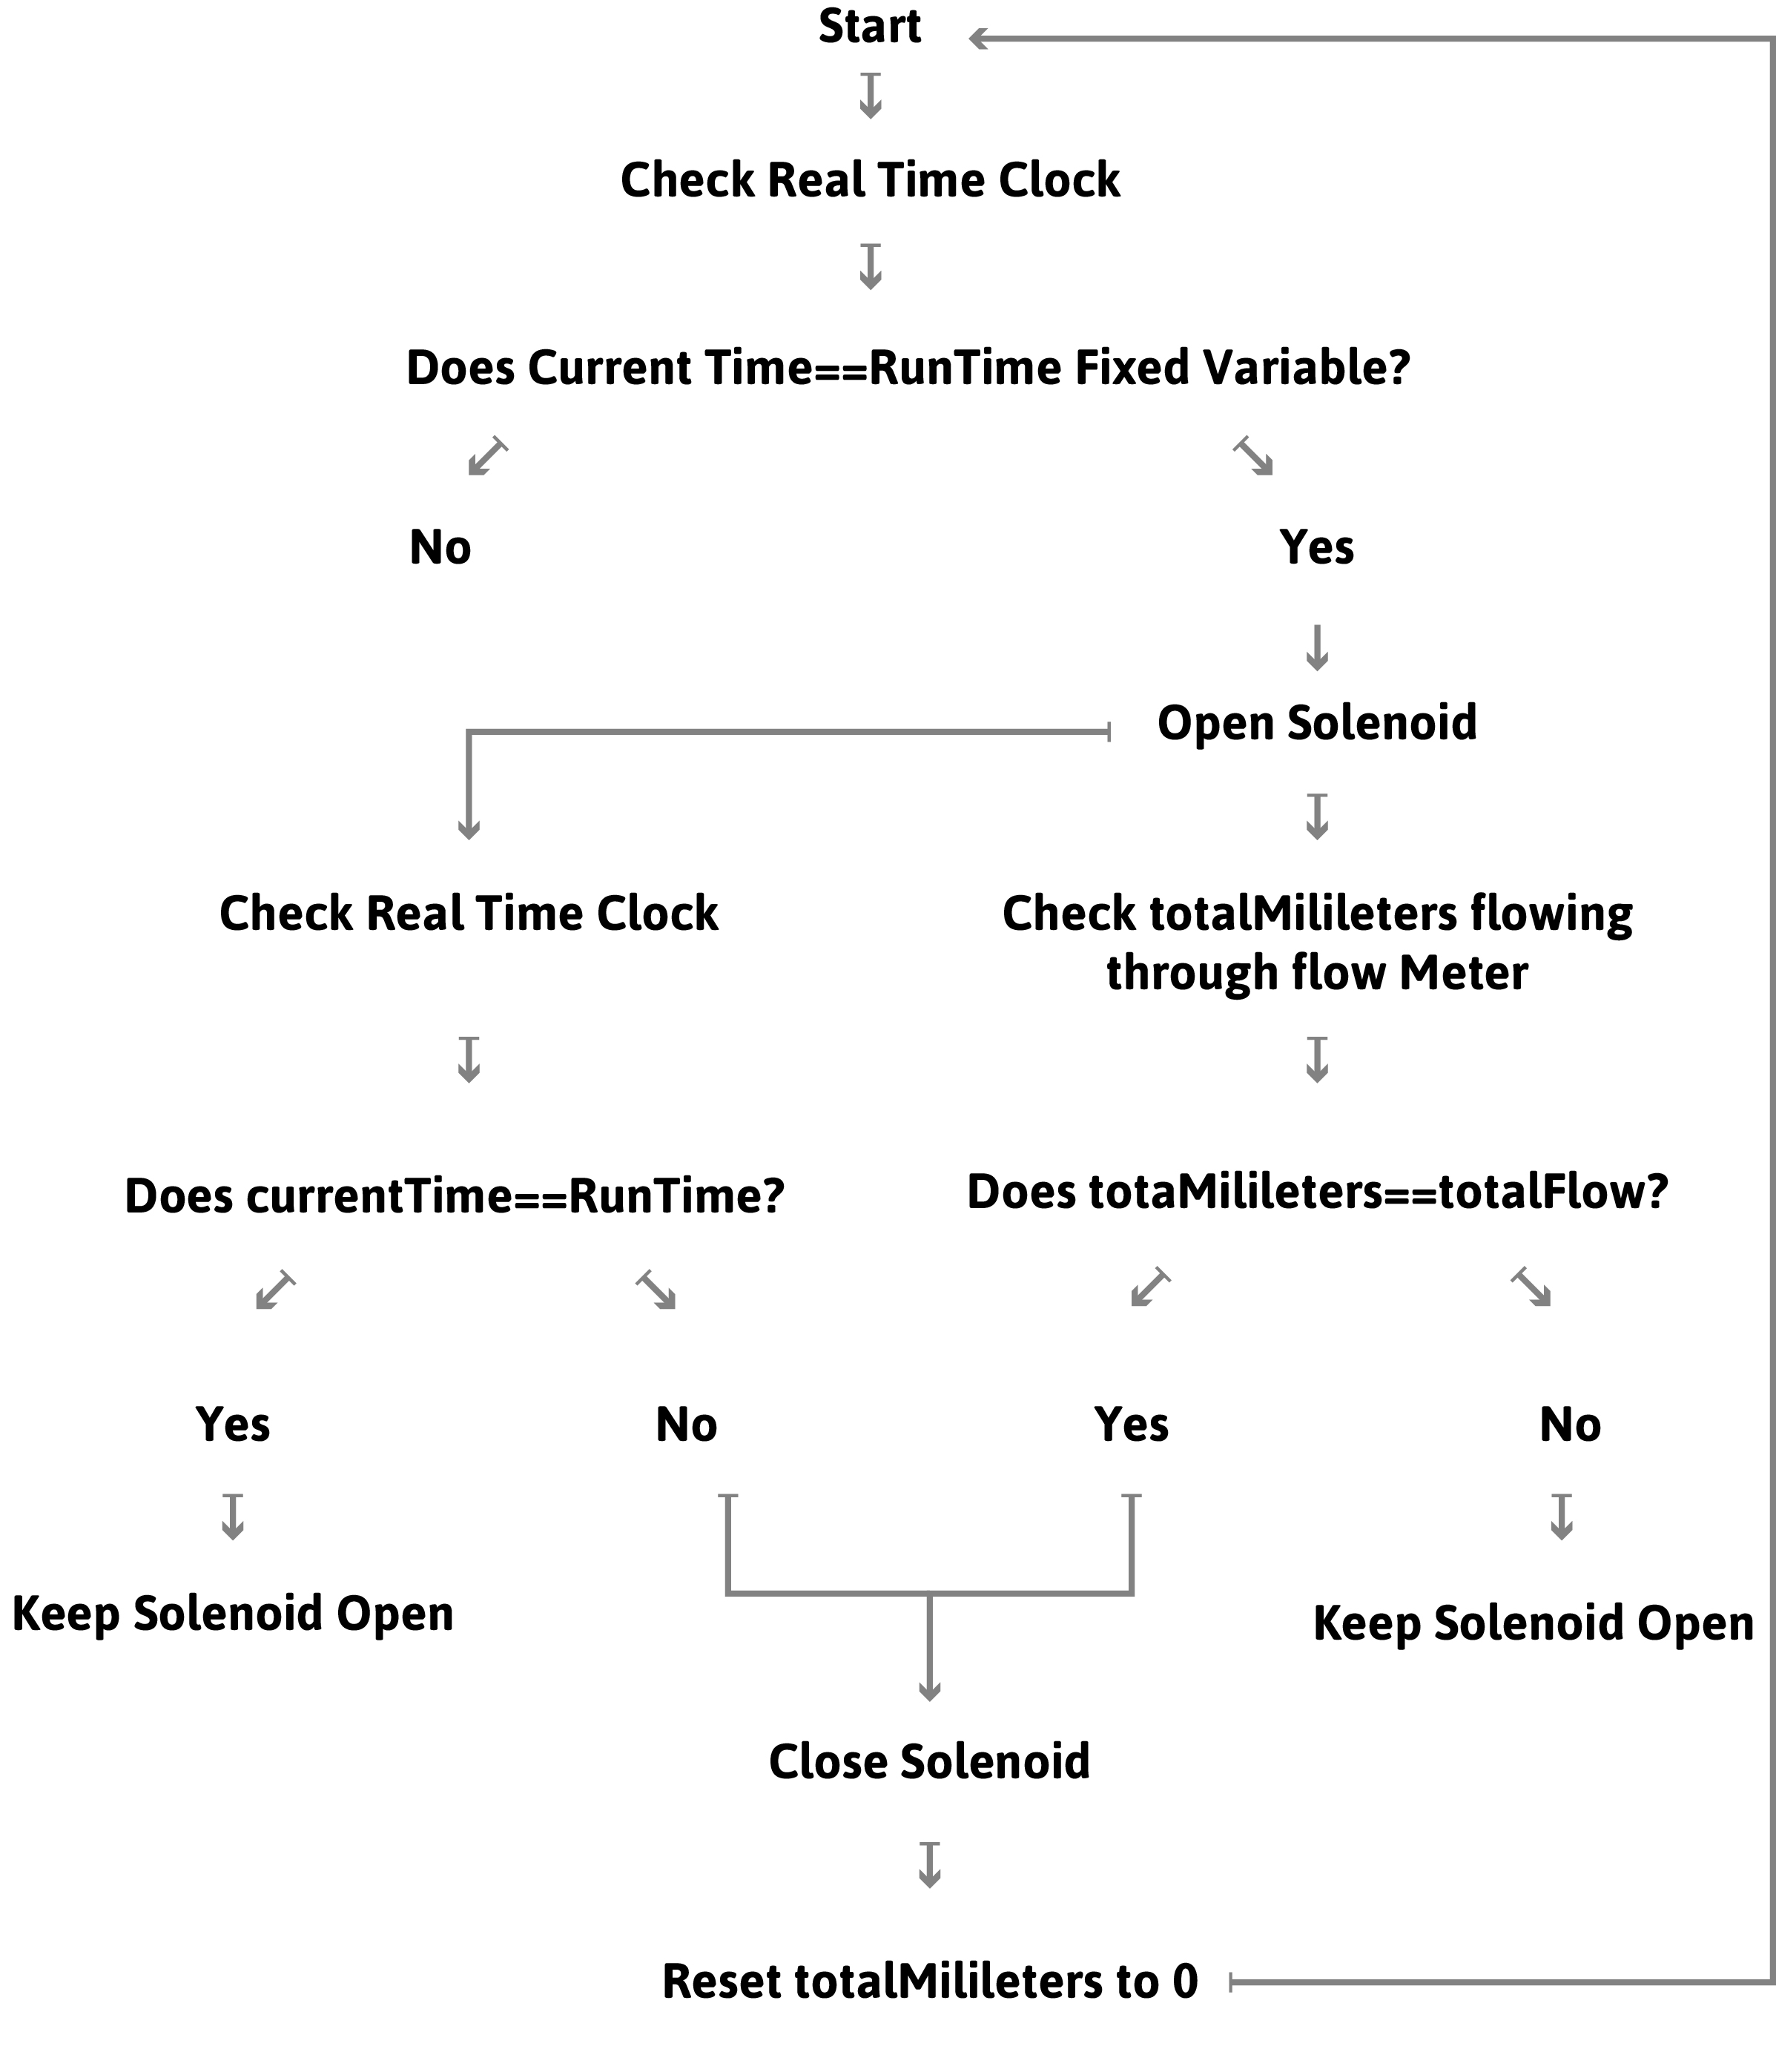 Start
Check Real Time Clock
Does Current Time==RunTime Fixed Variable?
No
Yes
Open Solenoid
Check Real Time Clock
Check totalMilileters flowing
through flow Meter
Does currentTime==RunTime?
Does totaMilileters==totalFlow?
Yes
No
Yes
No
Keep Solenoid Open
Keep Solenoid Open
Close Solenoid
Reset totalMilileters to 0